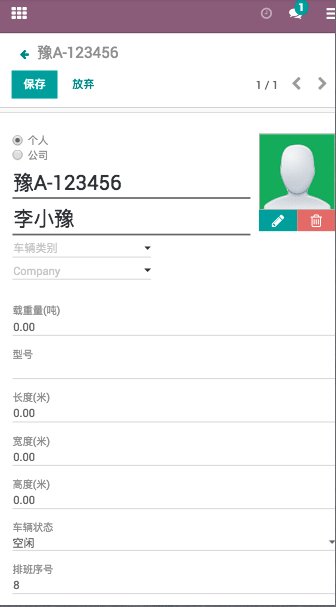 1
豫A-123456
保存
放弃
1 / 1
个人
公司
豫A-123456
李小豫
车辆类别
Company
载重量(吨)
0.00
型号
长度(米)
0.00
宽度(米)
0.00
高度(米)
0.00
车辆状态
空闲
排班序号
8